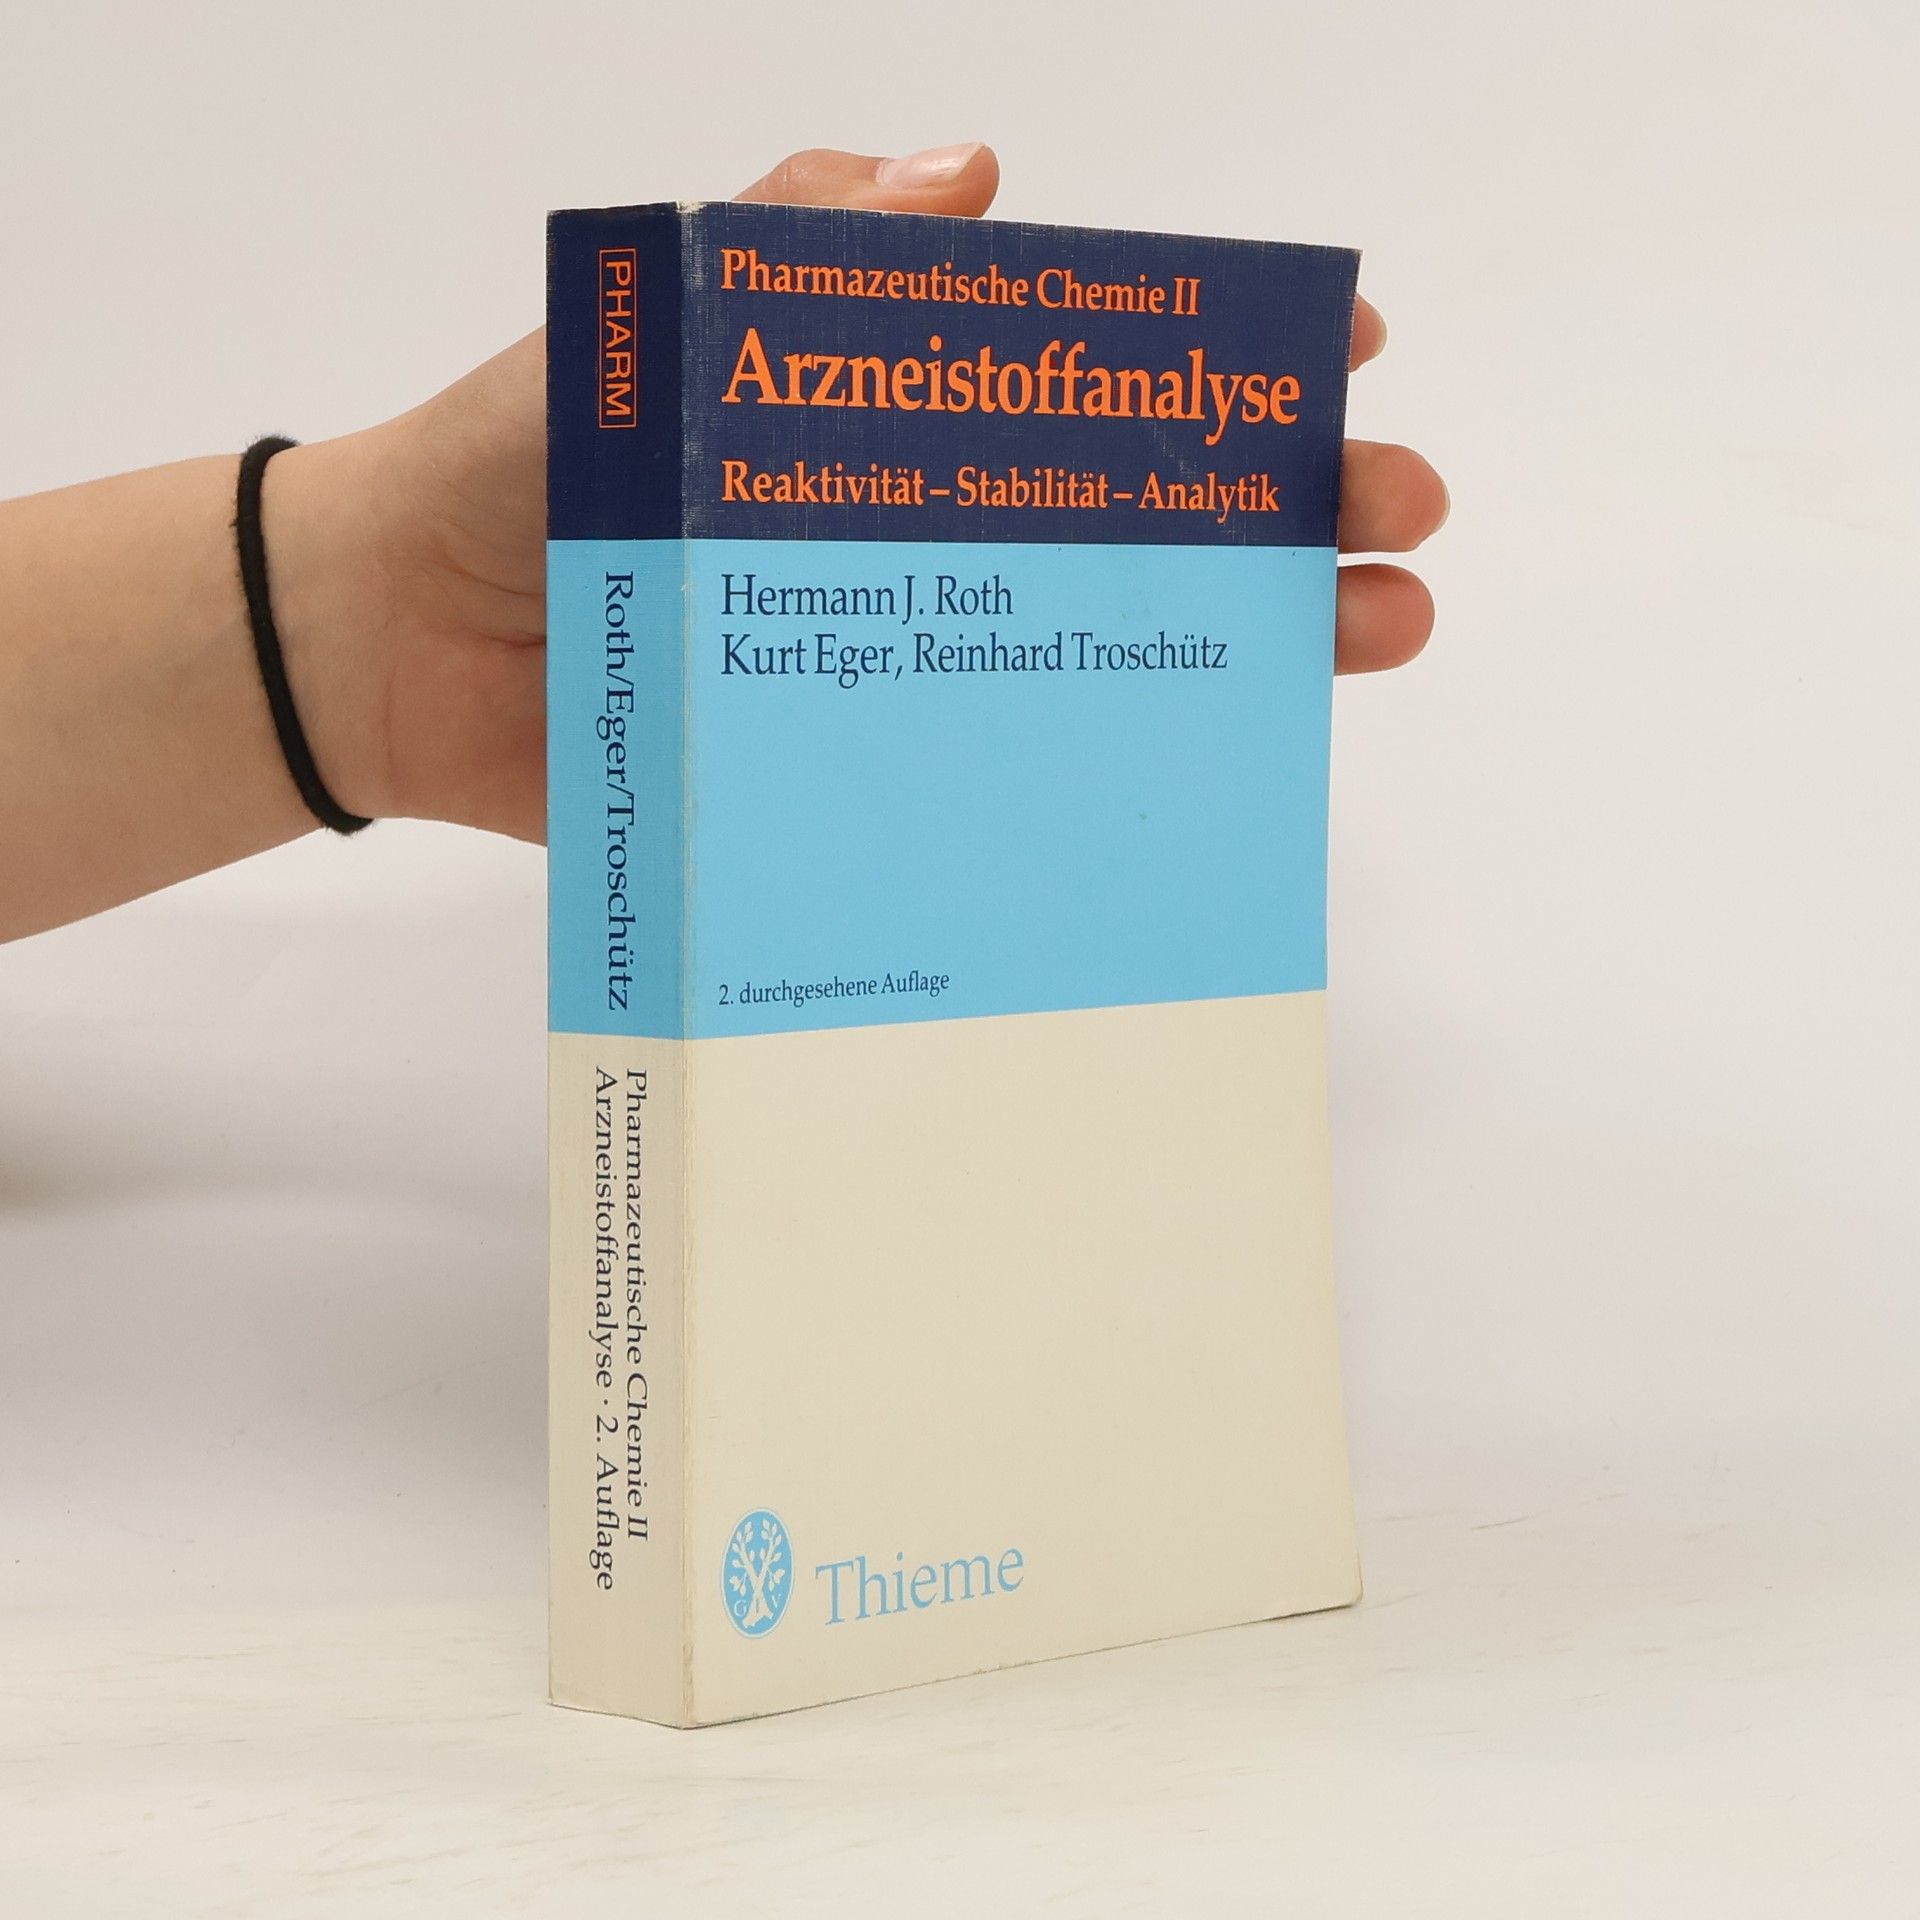 PHARM
Roth/Eger/Troschütz
Pharmazeutische Chemie II
Arzneistoffanalyse · 2. Auflage
Pharmazeutische Chemie II
Arzneistoffanalyse
Reaktivität – Stabilität – Analytik
Hermann J. Roth
Kurt Eger, Reinhard Troschütz
2. durchgesehene Auflage
G T V
Thieme